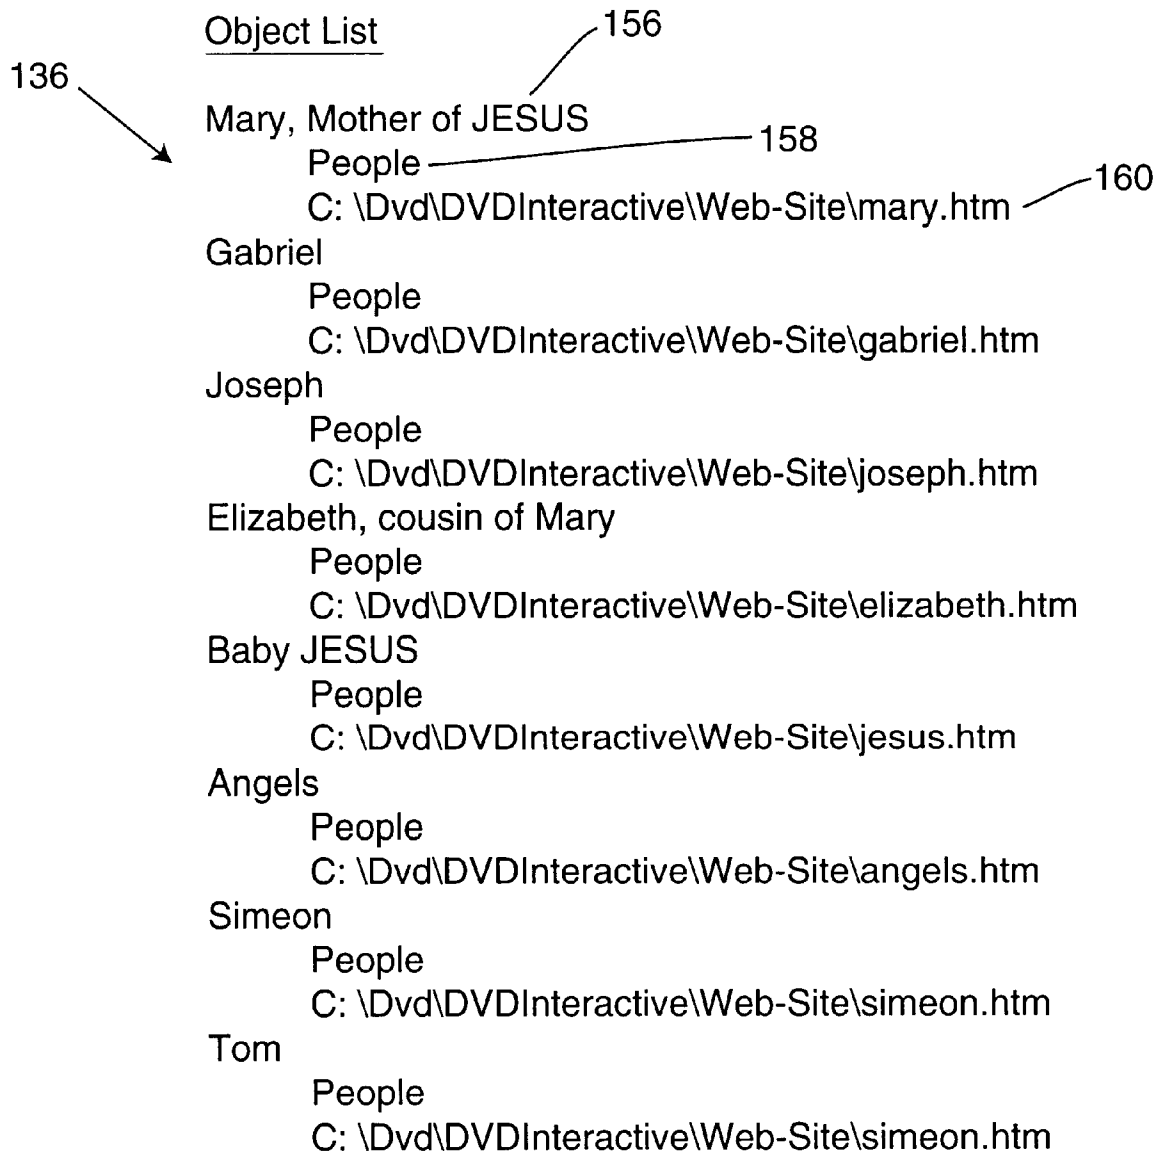 Object List
156
136
Mary, Mother of JESUS
People
158
C: \Dvd\DVDInteractive\Web-Site\mary.htm
160
Gabriel
People
C: \Dvd\DVDInteractive\Web-Site\gabriel.htm
Joseph
People
C: \Dvd\DVDInteractive\Web-Site\joseph.htm
Elizabeth, cousin of Mary
People
C: \Dvd\DVDInteractive\Web-Site\elizabeth.htm
Baby JESUS
People
C: \Dvd\DVDInteractive\Web-Site\jesus.htm
Angels
People
C: \Dvd\DVDInteractive\Web-Site\angels.htm
Simeon
People
C: \Dvd\DVDInteractive\Web-Site\simeon.htm
Tom
People
C: \Dvd\DVDInteractive\Web-Site\simeon.htm